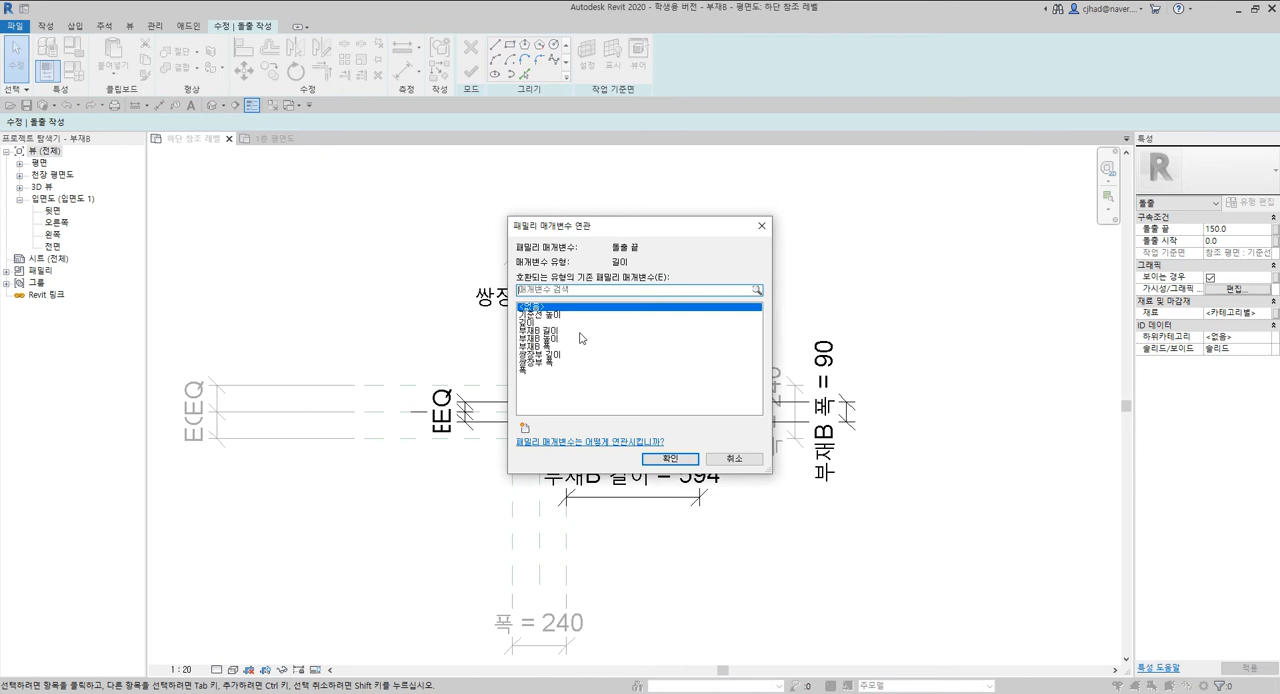 Autodesk Revit 2020 - 학생용 버전 - 부재B - 평면도: 하단 참조 레벨
cjhad@naver....
파일 작성 삽입 주석 뷰 관리 애드인 수정 | 돌출 작성
수정
붙여넣기
절단
결합
설정 표시 뷰어
선택 특성 클립보드 형상 수정 측정 작성 모드 그리기 작업 기준면
수정 | 돌출 작성
프로젝트 탐색기 - 부재B
뷰 (전체)
평면
천장 평면도
3D 뷰
입면도 (입면도 1)
뒷면
오른쪽
왼쪽
전면
시트 (전체)
패밀리
그룹
Revit 링크
하단 참조 레벨
1층 평면도
패밀리 매개변수 연관
패밀리 매개변수: 돌출 끝
매개변수 유형: 길이
호환되는 유형의 기존 패밀리 매개변수(E):
매개변수 검색
<없음>
기준선 높이
길이
부재B 길이
부재B 높이
부재B 폭
쌍장부 길이
쌍장부 폭
폭
패밀리 매개변수는 어떻게 연관시킵니까?
확인 취소
쌍장
EQ
EQ
240
부재B 폭 = 90
부재B 길이 = 594
폭 = 240
특성
돌출
유형 편집
구속조건
돌출 끝 150.0
돌출 시작 0.0
작업 기준면 참조 평면 : 기준선
그래픽
보이는 경우
가시성/그래픽 ... 편집...
재료 및 마감재
재료 <카테고리별>
ID 데이터
하위카테고리 <없음>
솔리드/보이드 솔리드
특성 도움말 적용
1 : 20
선택하려면 항목을 클릭하고, 다른 항목을 선택하려면 Tab 키, 추가하려면 Ctrl 키, 선택 취소하려면 Shift 키를 누르십시오.
:0
주모델
:0